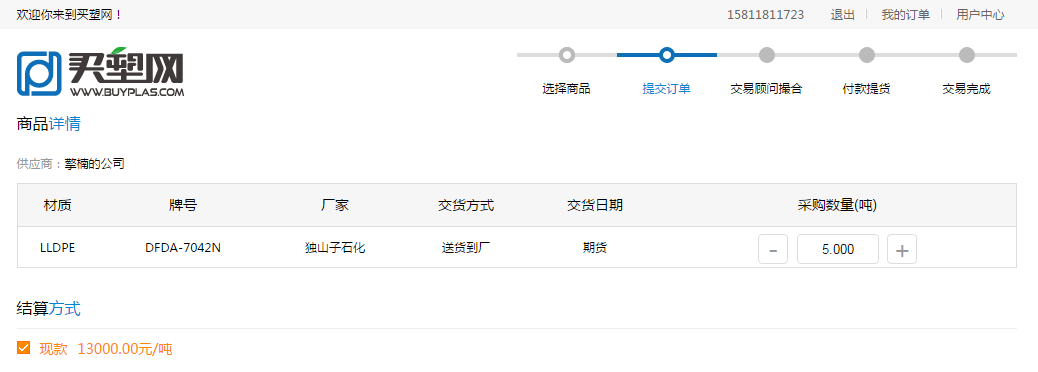 欢迎你来到买塑网！ 15811811723 退出 我的订单 用户中心
买塑网
WWW.BUYPLAS.COM
选择商品 提交订单 交易顾问撮合 付款提货 交易完成
商品详情
供应商：擎楠的公司
材质 牌号 厂家 交货方式 交货日期 采购数量(吨)
LLDPE DFDA-7042N 独山子石化 送货到厂 期货 - 5.000 +
结算方式
现款 13000.00元/吨